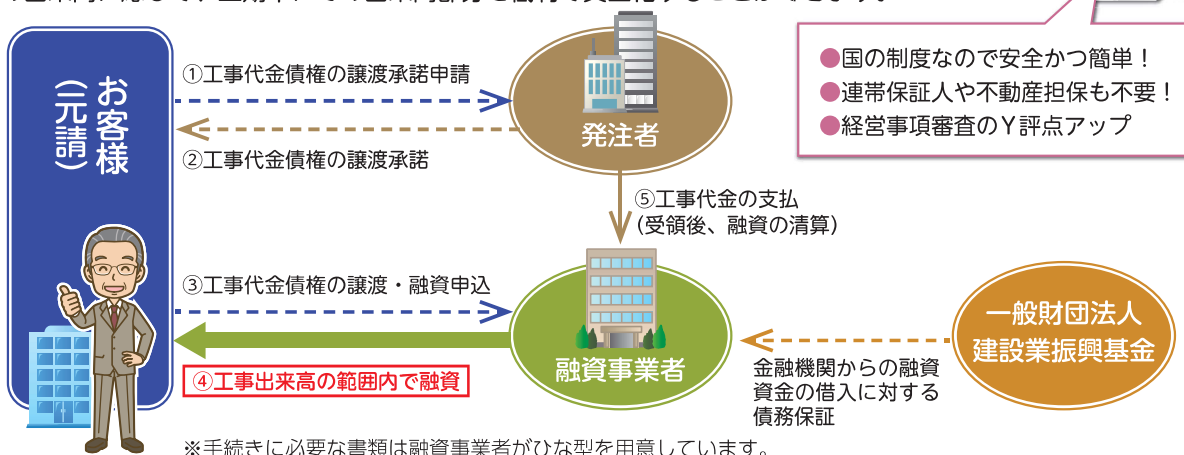 ●国の制度なので安全かつ簡単！
●連帯保証人や不動産担保も不要！
●経営事項審査のＹ評点アップ
お客様
（元請）
①工事代金債権の譲渡承諾申請
②工事代金債権の譲渡承諾
発注者
⑤工事代金の支払
（受領後、融資の清算）
③工事代金債権の譲渡・融資申込
④工事出来高の範囲内で融資
融資事業者
一般財団法人
建設業振興基金
金融機関からの融資
資金の借入に対する
債務保証
※手続きに必要な書類は融資事業者がひな型を用意しています。